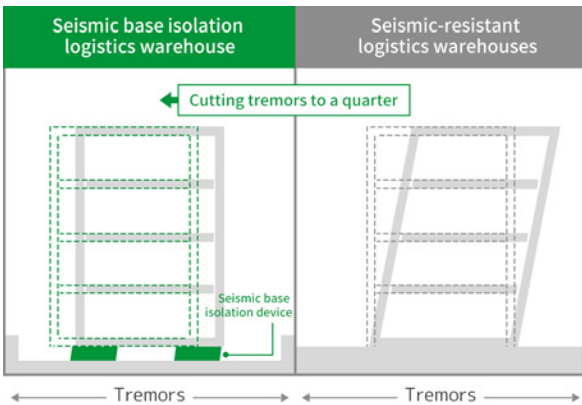 Seismic base isolation
logistics warehouse
Seismic-resistant
logistics warehouses
Cutting tremors to a quarter
Seismic base
isolation device
Tremors
Tremors